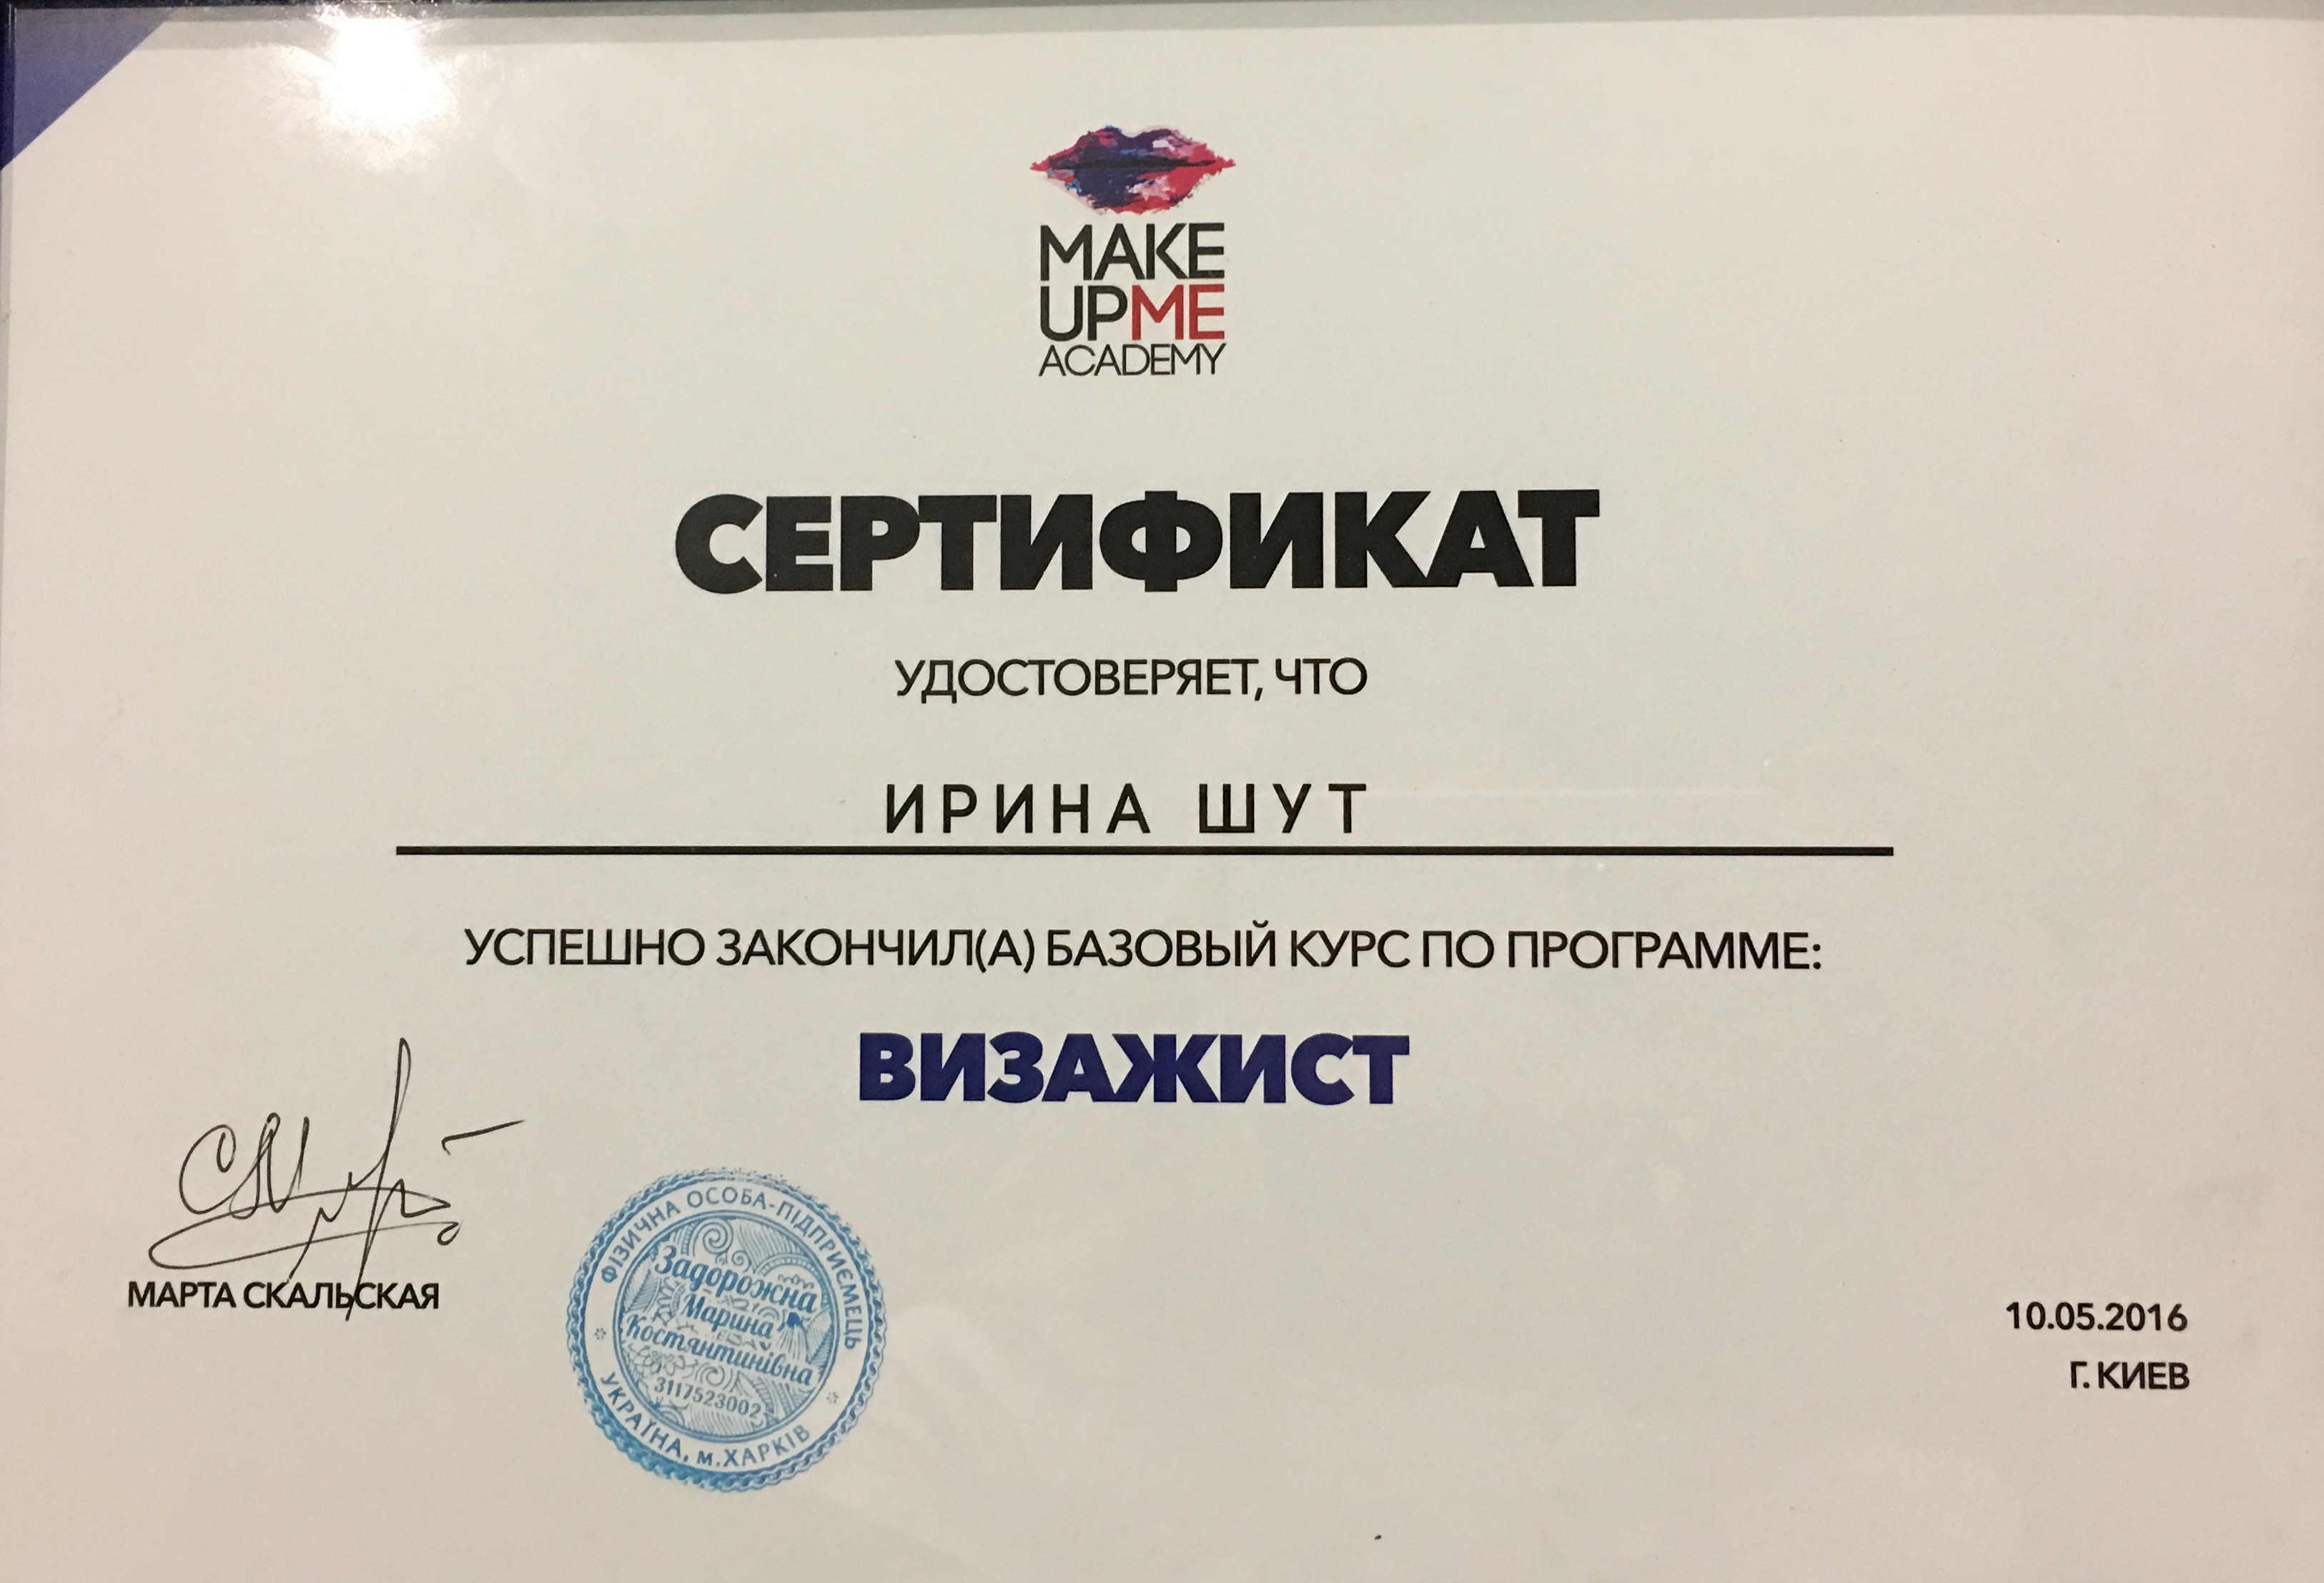 MAKE
UPME
ACADEMY
СЕРТИФИКАТ
УДОСТОВЕРЯЕТ, ЧТО
ИРИНА ШУТ
УСПЕШНО ЗАКОНЧИЛ(А) БАЗОВЫЙ КУРС ПО ПРОГРАММЕ:
ВИЗАЖИСТ
МАРТА СКАЛЬСКАЯ
ФІЗИЧНА ОСОБА-ПІДПРИЄМЕЦЬ
Задорожна
Марина
Костянтинівна
3117523002
УКРАЇНА, м.ХАРКІВ
10.05.2016
Г. КИЕВ